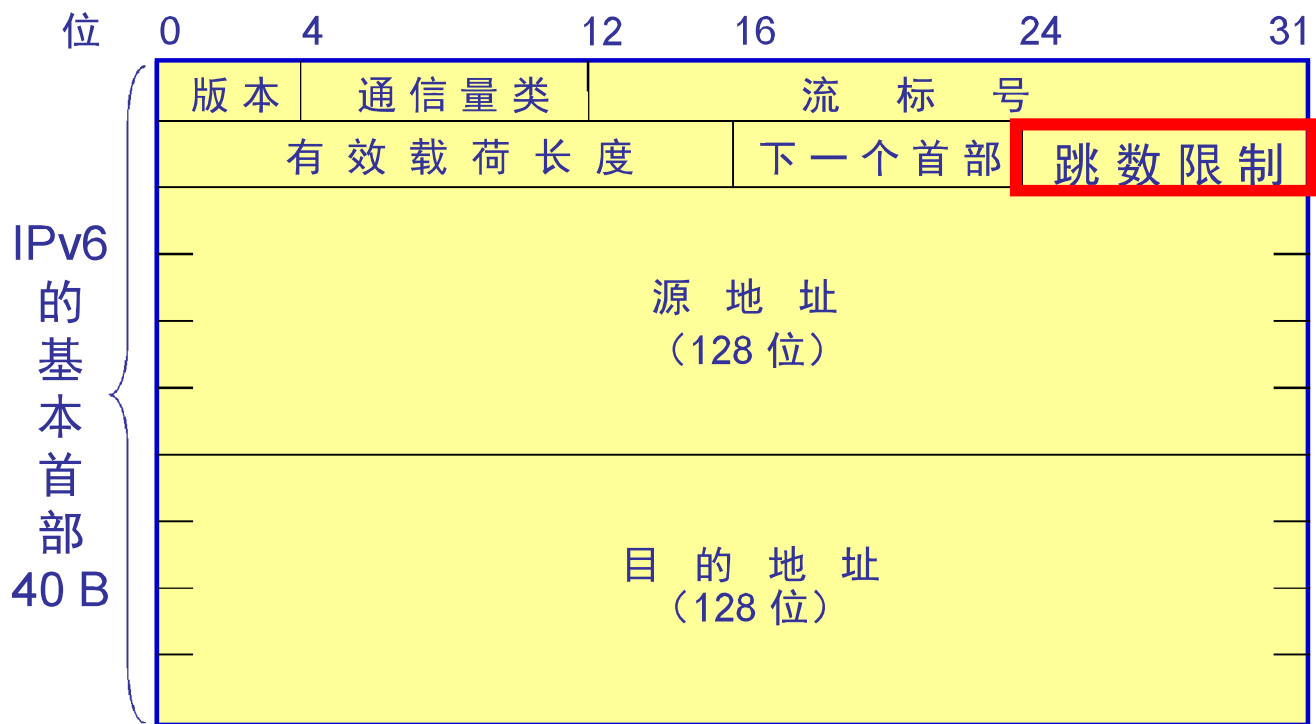 位 0 4 12 16 24 31
版本 通信量类 流标号
有效载荷长度 下一个首部 跳数限制
IPv6
的
基
本
首
部
40 B
源地址
（128 位）
目的地址
（128 位）